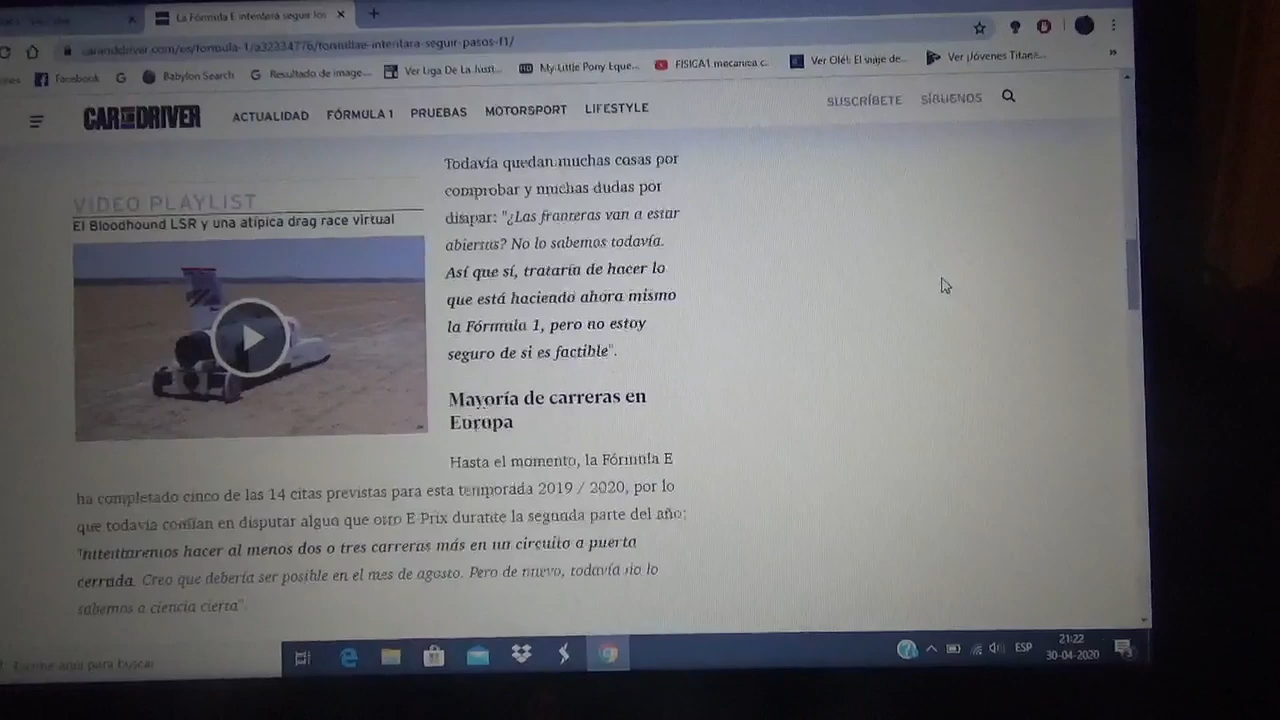 La Fórmula E intentará seguir los
caranddriver.com/es/formula-1/a32334776/formulae-intentara-seguir-pasos-f1/
Facebook
G
Babylon Search
G Resultado de image...
Ver Liga De La Justi...
My Little Pony Eque...
FISICA1 mecanica c...
Ver Olé!: El viaje de...
Ver ¡Jóvenes Titane...
»
CAR AND DRIVER
ACTUALIDAD
FÓRMULA 1
PRUEBAS
MOTORSPORT
LIFESTYLE
SUSCRÍBETE
SÍGUENOS
VIDEO PLAYLIST
El Bloodhound LSR y una atípica drag race virtual
Todavía quedan muchas cosas por
comprobar y muchas dudas por
disipar: "¿Las fronteras van a estar
abiertas? No lo sabemos todavía.
Así que sí, trataría de hacer lo
que está haciendo ahora mismo
la Fórmula 1, pero no estoy
seguro de si es factible".
Mayoría de carreras en
Europa
Hasta el momento, la Fórmula E
ha completado cinco de las 14 citas previstas para esta temporada 2019 / 2020, por lo
que todavía confían en disputar algún que otro E-Prix durante la segunda parte del año:
"Intentaremos hacer al menos dos o tres carreras más en un circuito a puerta
cerrada. Creo que debería ser posible en el mes de agosto. Pero de nuevo, todavía no lo
sabemos a ciencia cierta".
Escribe aquí para buscar
ESP
21:22
30-04-2020
3